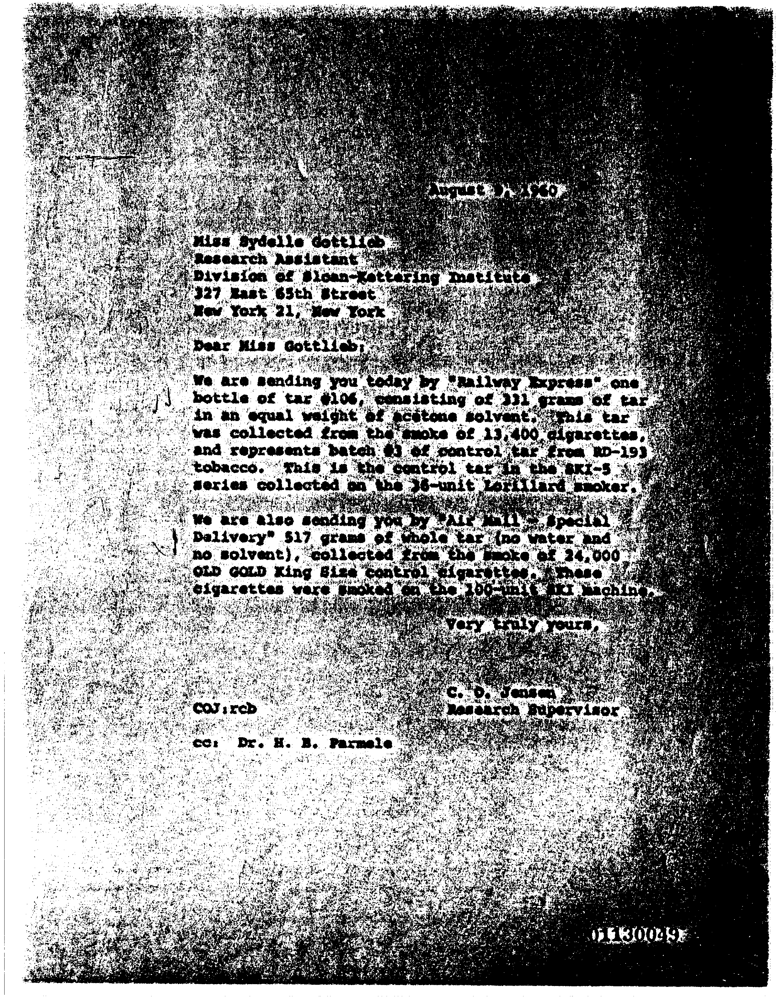 August 9, 1960
Miss Sydelle Gottlieb
Research Assistant
Division of Sloan-Kettering Institute
327 East 65th Street
New York 21, New York
Dear Miss Gottlieb:
We are sending you today by "Railway Express" one
bottle of tar #106, consisting of 331 grams of tar
in an equal weight of acetone solvent. This tar
was collected from the smoke of 13,400 cigarettes,
and represents batch #3 of control tar from RD-193
tobacco. This is the control tar in the SKI-5
series collected on the 36-unit Lorillard smoker.
We are also sending you by "Air Mail - Special
Delivery" 517 grams of whole tar (no water and
no solvent), collected from the smoke of 24,000
OLD GOLD King Size control cigarettes. These
cigarettes were smoked on the 100-unit SKI machine.
Very truly yours,
C. O. Jensen
COJ:rcb Research Supervisor
cc: Dr. H. B. Parmele
01130049